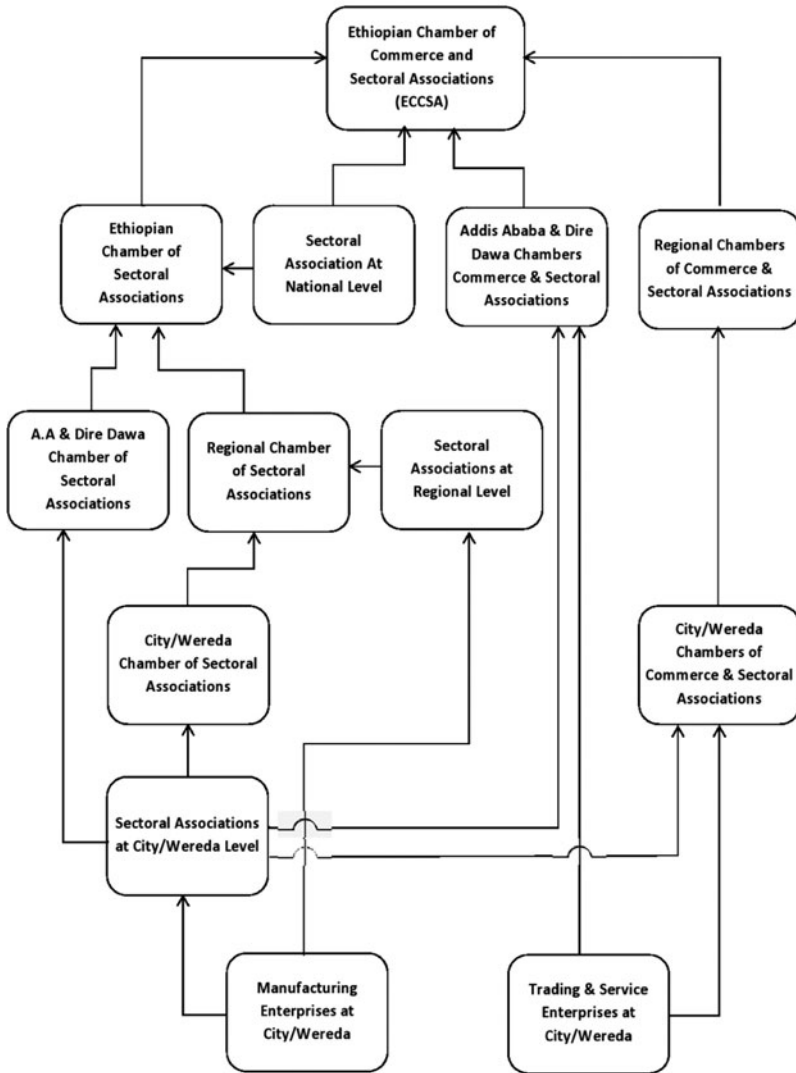 Ethiopian Chamber of
Commerce and
Sectoral Associations
(ECCSA)
Ethiopian
Chamber of
Sectoral
Associations
Sectoral
Association At
National Level
Addis Ababa & Dire
Dawa Chambers
Commerce & Sectoral
Associations
Regional Chambers
of Commerce &
Sectoral Associations
A.A & Dire Dawa
Chamber of
Sectoral
Associations
Regional Chamber
of Sectoral
Associations
Sectoral
Associations at
Regional Level
City/Wereda
Chamber of Sectoral
Associations
City/Wereda
Chambers of
Commerce & Sectoral
Associations
Sectoral Associations
at City/Wereda Level
Manufacturing
Enterprises at
City/Wereda
Trading & Service
Enterprises at
City/Wereda